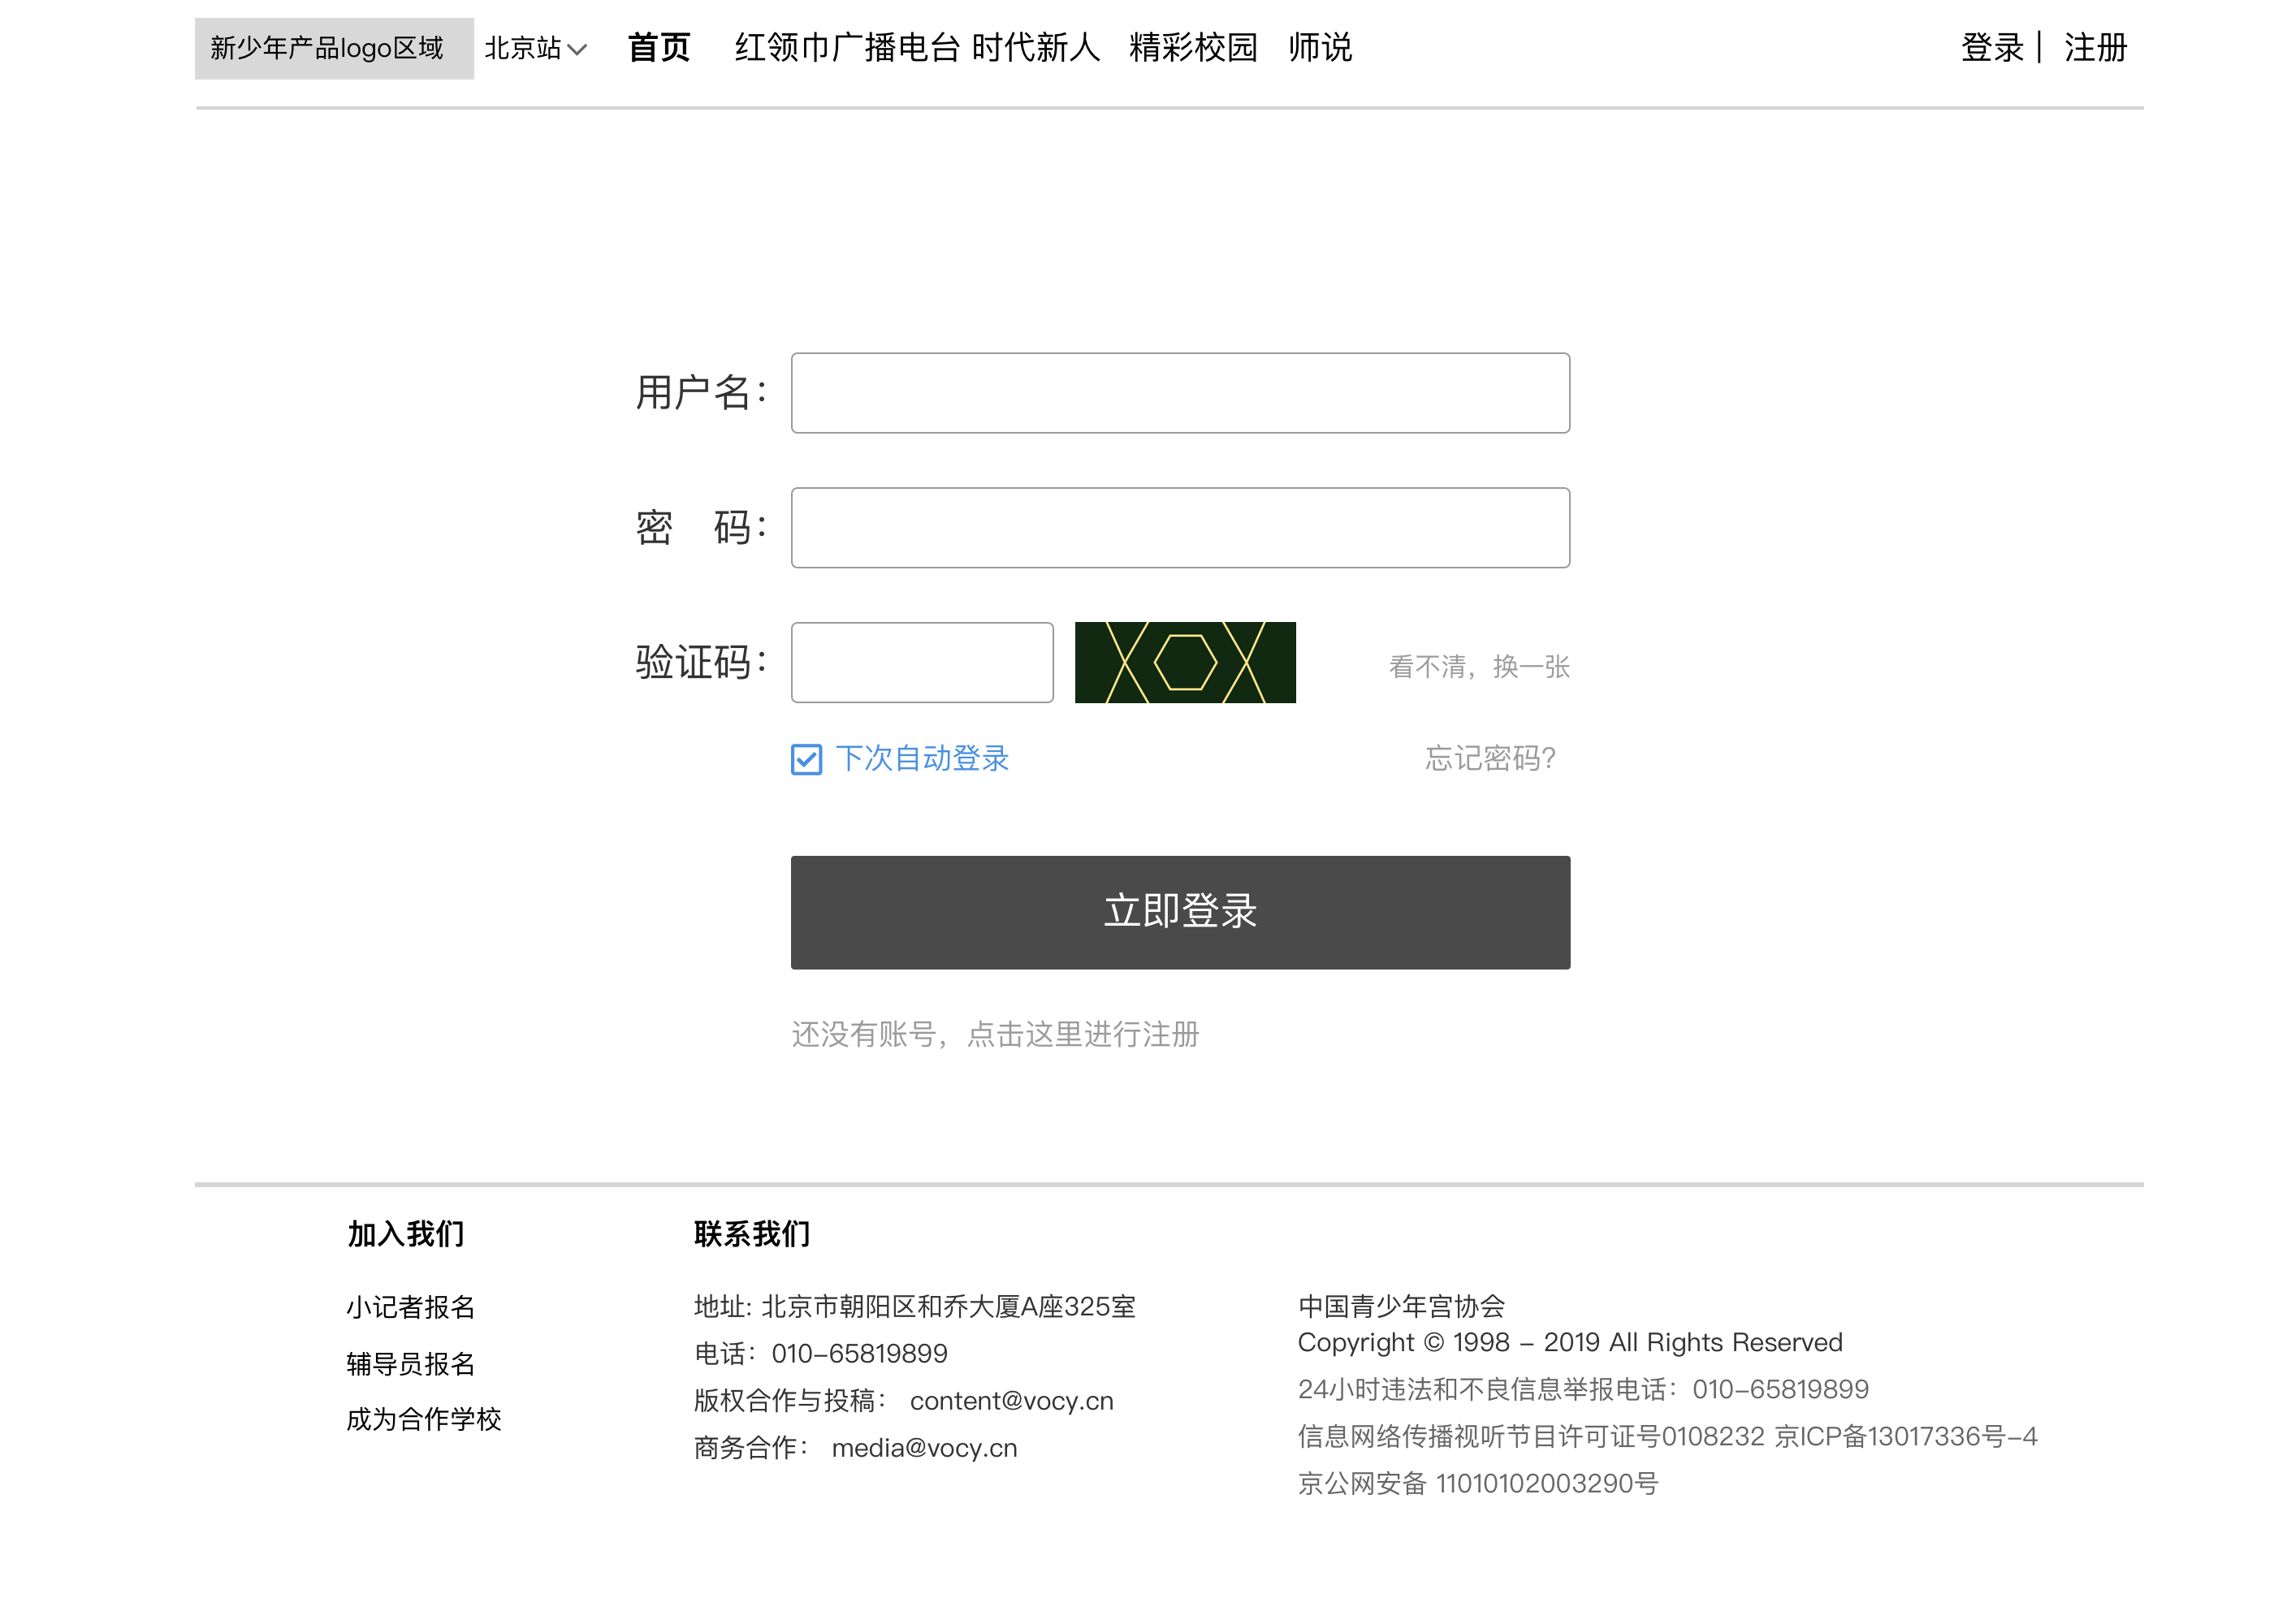 新少年产品logo区域 北京站 首页 红领巾广播电台 时代新人 精彩校园 师说 登录 | 注册
用户名：
密 码：
验证码： 看不清，换一张
下次自动登录 忘记密码？
立即登录
还没有账号，点击这里进行注册
加入我们
小记者报名
辅导员报名
成为合作学校
联系我们
地址: 北京市朝阳区和乔大厦A座325室
电话：010-65819899
版权合作与投稿： content@vocy.cn
商务合作： media@vocy.cn
中国青少年宫协会
Copyright © 1998 - 2019 All Rights Reserved
24小时违法和不良信息举报电话：010-65819899
信息网络传播视听节目许可证号0108232 京ICP备13017336号-4
京公网安备 11010102003290号